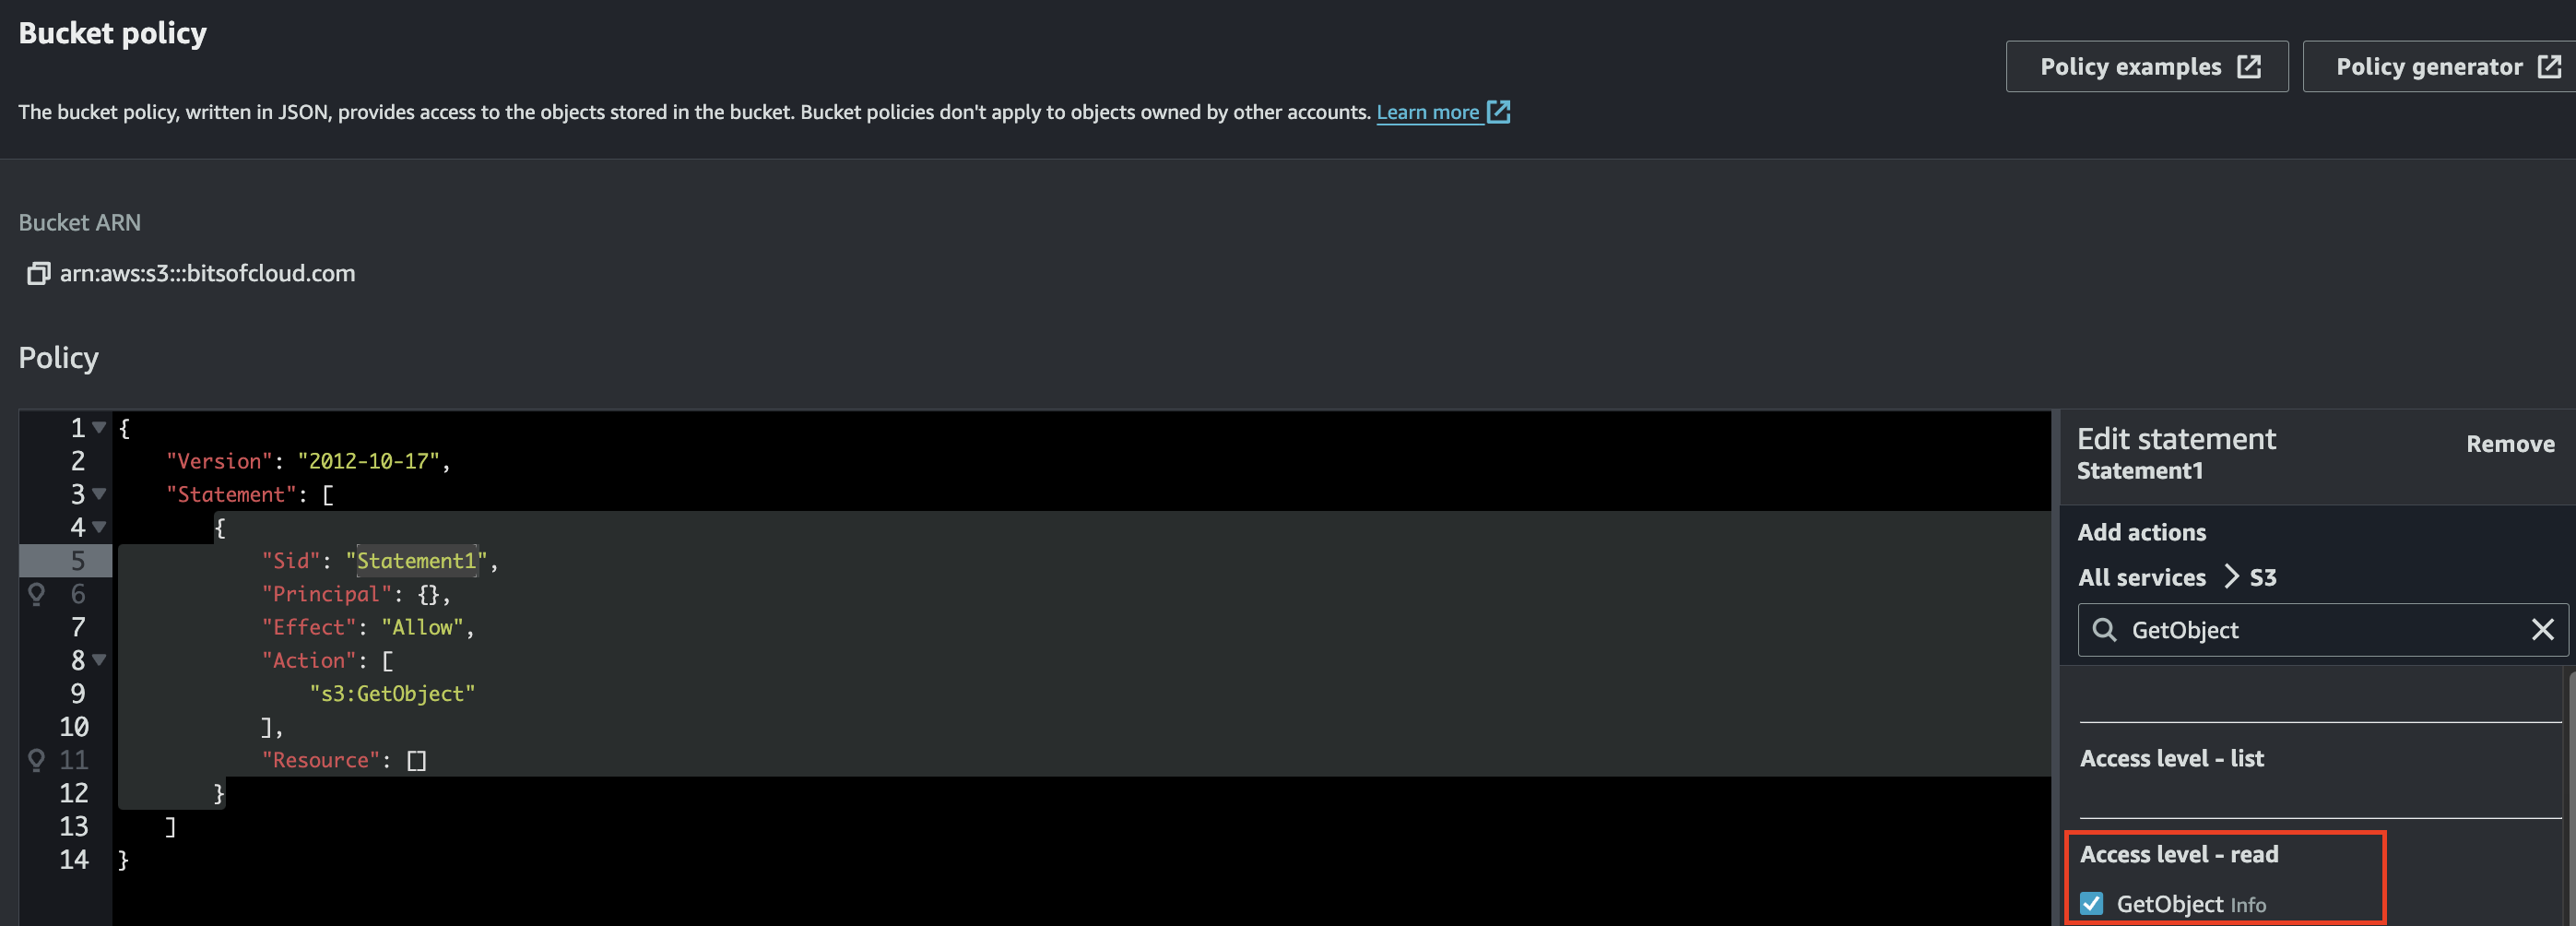 Bucket policy
Policy examples
Policy generator
The bucket policy, written in JSON, provides access to the objects stored in the bucket. Bucket policies don't apply to objects owned by other accounts. Learn more
Bucket ARN
arn:aws:s3:::bitsofcloud.com
Policy
1 {
2 "Version": "2012-10-17",
3 "Statement": [
4 {
5 "Sid": "Statement1",
6 "Principal": {},
7 "Effect": "Allow",
8 "Action": [
9 "s3:GetObject"
10 ],
11 "Resource": []
12 }
13 ]
14 }
Edit statement
Remove
Statement1
Add actions
All services > S3
GetObject
Access level - list
Access level - read
GetObject Info